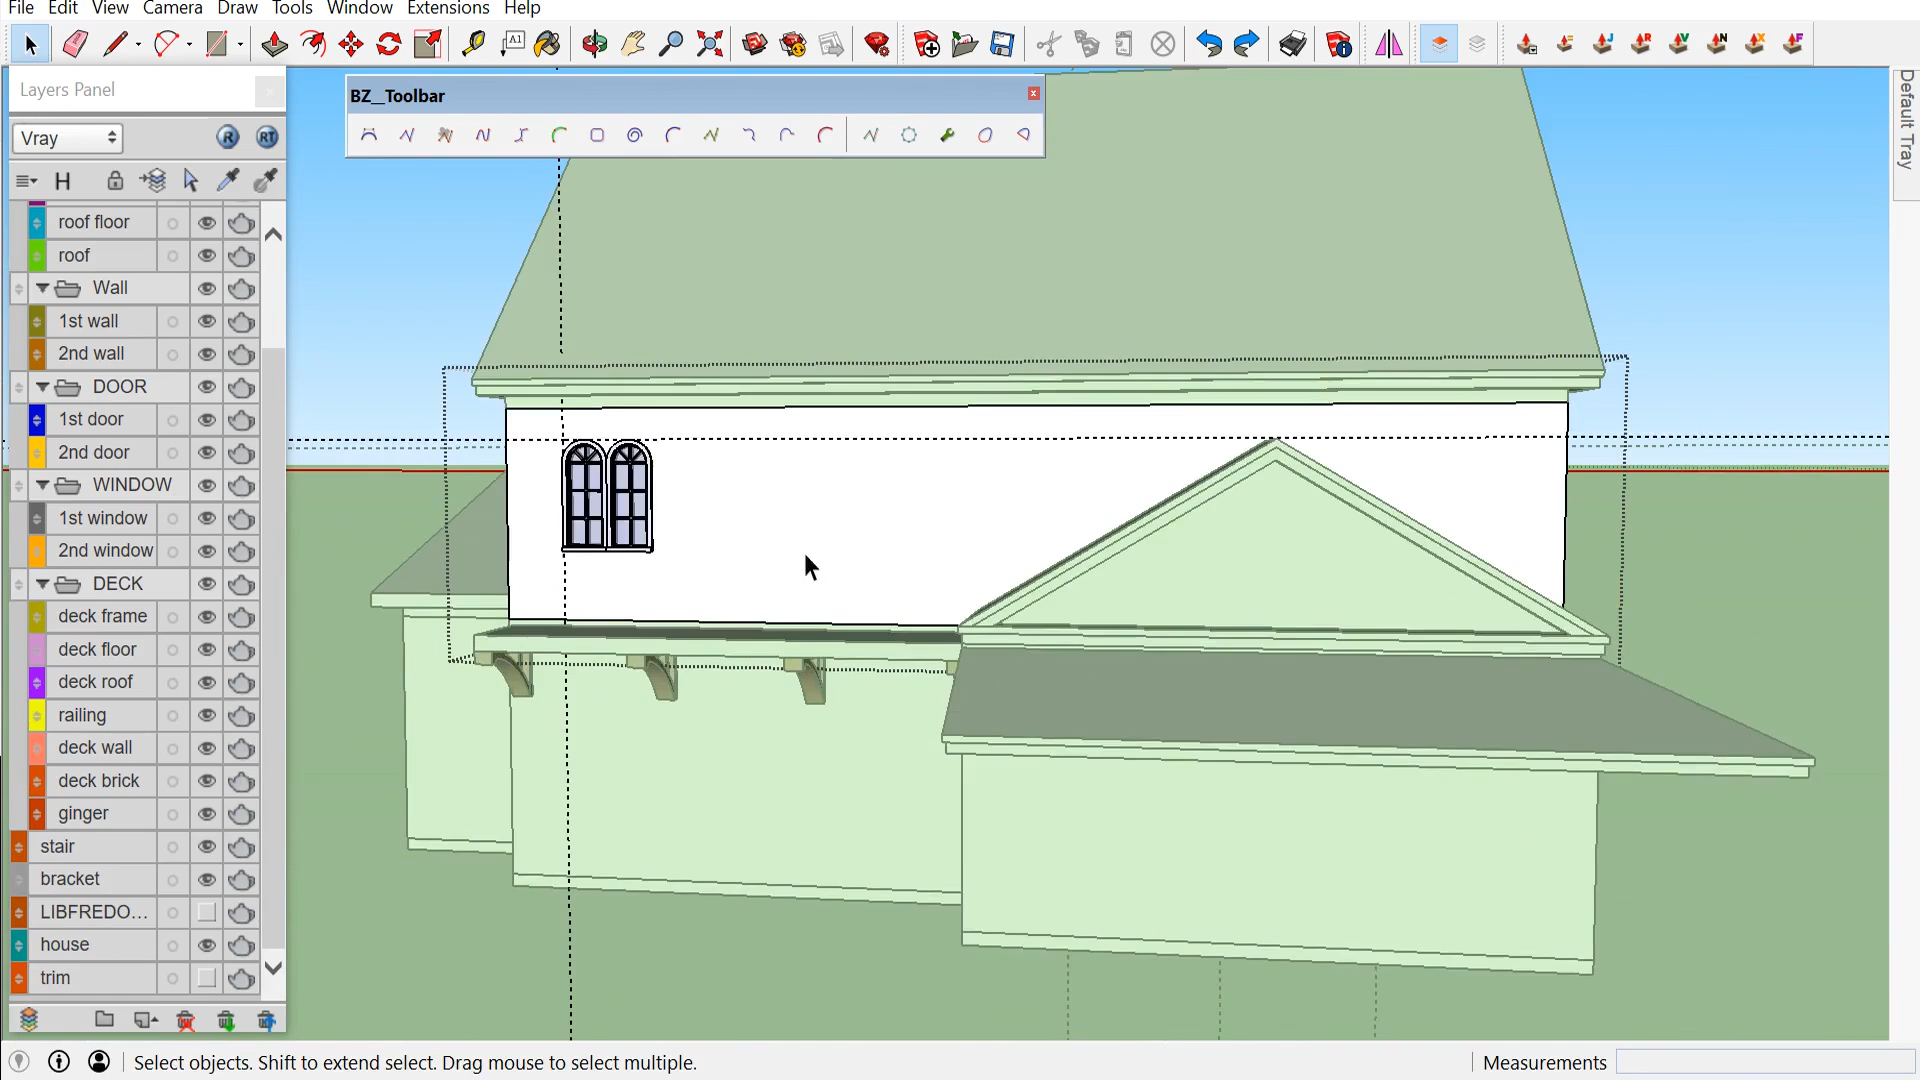 File Edit View Camera Draw Tools Window Extensions Help
A1
J R V N X F
Layers Panel
BZ__Toolbar
Default Tray
Vray
R RT
H
roof floor
roof
Wall
1st wall
2nd wall
DOOR
1st door
2nd door
WINDOW
1st window
2nd window
DECK
deck frame
deck floor
deck roof
railing
deck wall
deck brick
ginger
stair
bracket
LIBFREDO...
house
trim
Select objects. Shift to extend select. Drag mouse to select multiple.
Measurements